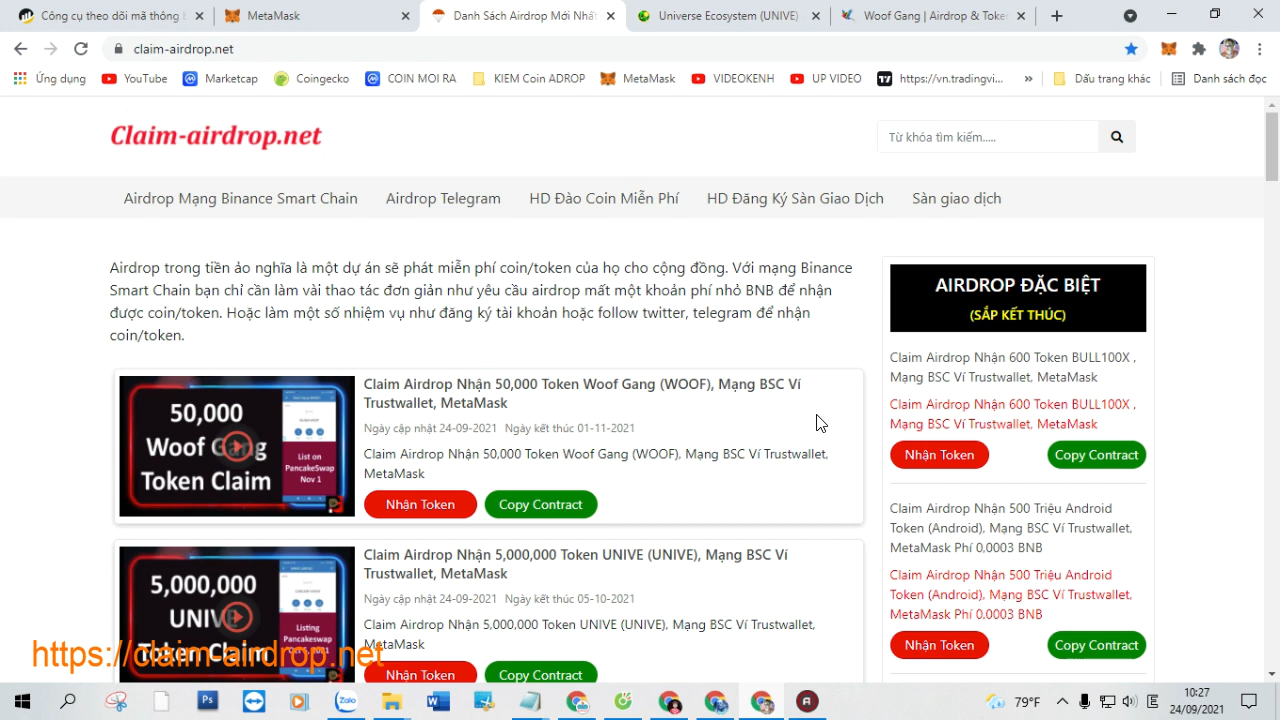 Công cụ theo dõi mã thông b
MetaMask
Danh Sách Airdrop Mới Nhấ
Universe Ecosystem (UNIVE)
Woof Gang | Airdrop & Toke
claim-airdrop.net
Ứng dụng
YouTube
Marketcap
Coingecko
COIN MOI RA
KIEM Coin ADROP
MetaMask
VIDEOKENH
UP VIDEO
https://vn.tradingvi...
»
Dấu trang khác
Danh sách đọc
Claim-airdrop.net
Từ khóa tìm kiếm.....
Airdrop Mạng Binance Smart Chain
Airdrop Telegram
HD Đào Coin Miễn Phí
HD Đăng Ký Sàn Giao Dịch
Sàn giao dịch
Airdrop trong tiền ảo nghĩa là một dự án sẽ phát miễn phí coin/token của họ cho cộng đồng. Với mạng Binance
Smart Chain bạn chỉ cần làm vài theo tác đơn giản như yêu cầu airdrop mất một khoản phí nhỏ BNB để nhận
được coin/token. Hoặc làm một số nhiệm vụ như đăng ký tài khoản hoặc follow twitter, telegram để nhận
coin/token.
50,000
Woof Gang
Token Claim
List on
PancakeSwap
Nov 1
Claim Airdrop Nhận 50,000 Token Woof Gang (WOOF), Mạng BSC Ví
Trustwallet, MetaMask
Ngày cập nhật 24-09-2021 Ngày kết thúc 01-11-2021
Claim Airdrop Nhận 50,000 Token Woof Gang (WOOF), Mạng BSC Ví Trustwallet,
MetaMask
Nhận Token
Copy Contract
5,000,000
UNIVE
Token Claim
Listing
Pancakeswap
Claim Airdrop Nhận 5,000,000 Token UNIVE (UNIVE), Mạng BSC Ví
Trustwallet, MetaMask
Ngày cập nhật 24-09-2021 Ngày kết thúc 05-10-2021
Claim Airdrop Nhận 5,000,000 Token UNIVE (UNIVE), Mạng BSC Ví Trustwallet,
MetaMask
Nhận Token
Copy Contract
AIRDROP ĐẶC BIỆT
(SẮP KẾT THÚC)
Claim Airdrop Nhận 600 Token BULL100X ,
Mạng BSC Ví Trustwallet, MetaMask
Claim Airdrop Nhận 600 Token BULL100X ,
Mạng BSC Ví Trustwallet, MetaMask
Nhận Token
Copy Contract
Claim Airdrop Nhận 500 Triệu Android
Token (Android), Mạng BSC Ví Trustwallet,
MetaMask Phí 0,0003 BNB
Claim Airdrop Nhận 500 Triệu Android
Token (Android), Mạng BSC Ví Trustwallet,
MetaMask Phí 0,0003 BNB
Nhận Token
Copy Contract
https://claim-airdrop.net
79°F
10:27
24/09/2021